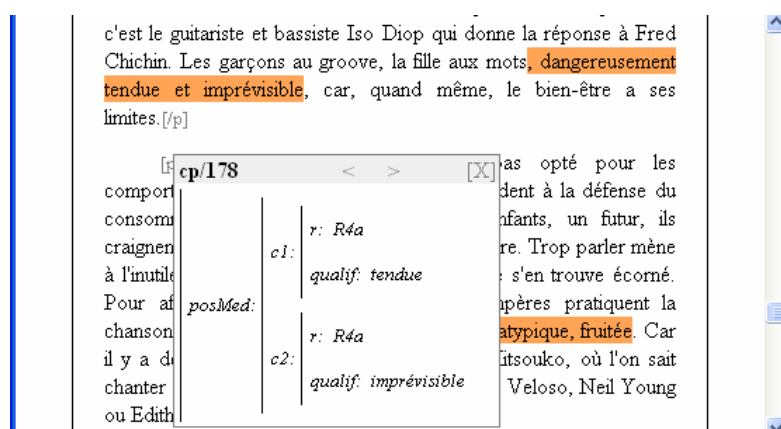 c'est le guitariste et bassiste Iso Diop qui donne la réponse à Fred
Chichin. Les garçons au groove, la fille aux mots, dangereusement
tendue et imprévisible, car, quand même, le bien-être a ses
limites.[/p]
[p
pas opté pour les
comport
dent à la défense du
consom
nfants, un futur, ils
craignen
re. Trop parler mène
à l'inutile
s'en trouve écorné.
Pour af
npères pratiquent la
chanson
atypique, fruitée. Car
il y a d
Mitsouko, où l'on sait
chanter
Veloso, Neil Young
ou Edith
cp/178 < > [X]
posMed:
c1:
r: R4a
qualif: tendue
c2:
r: R4a
qualif: imprévisible